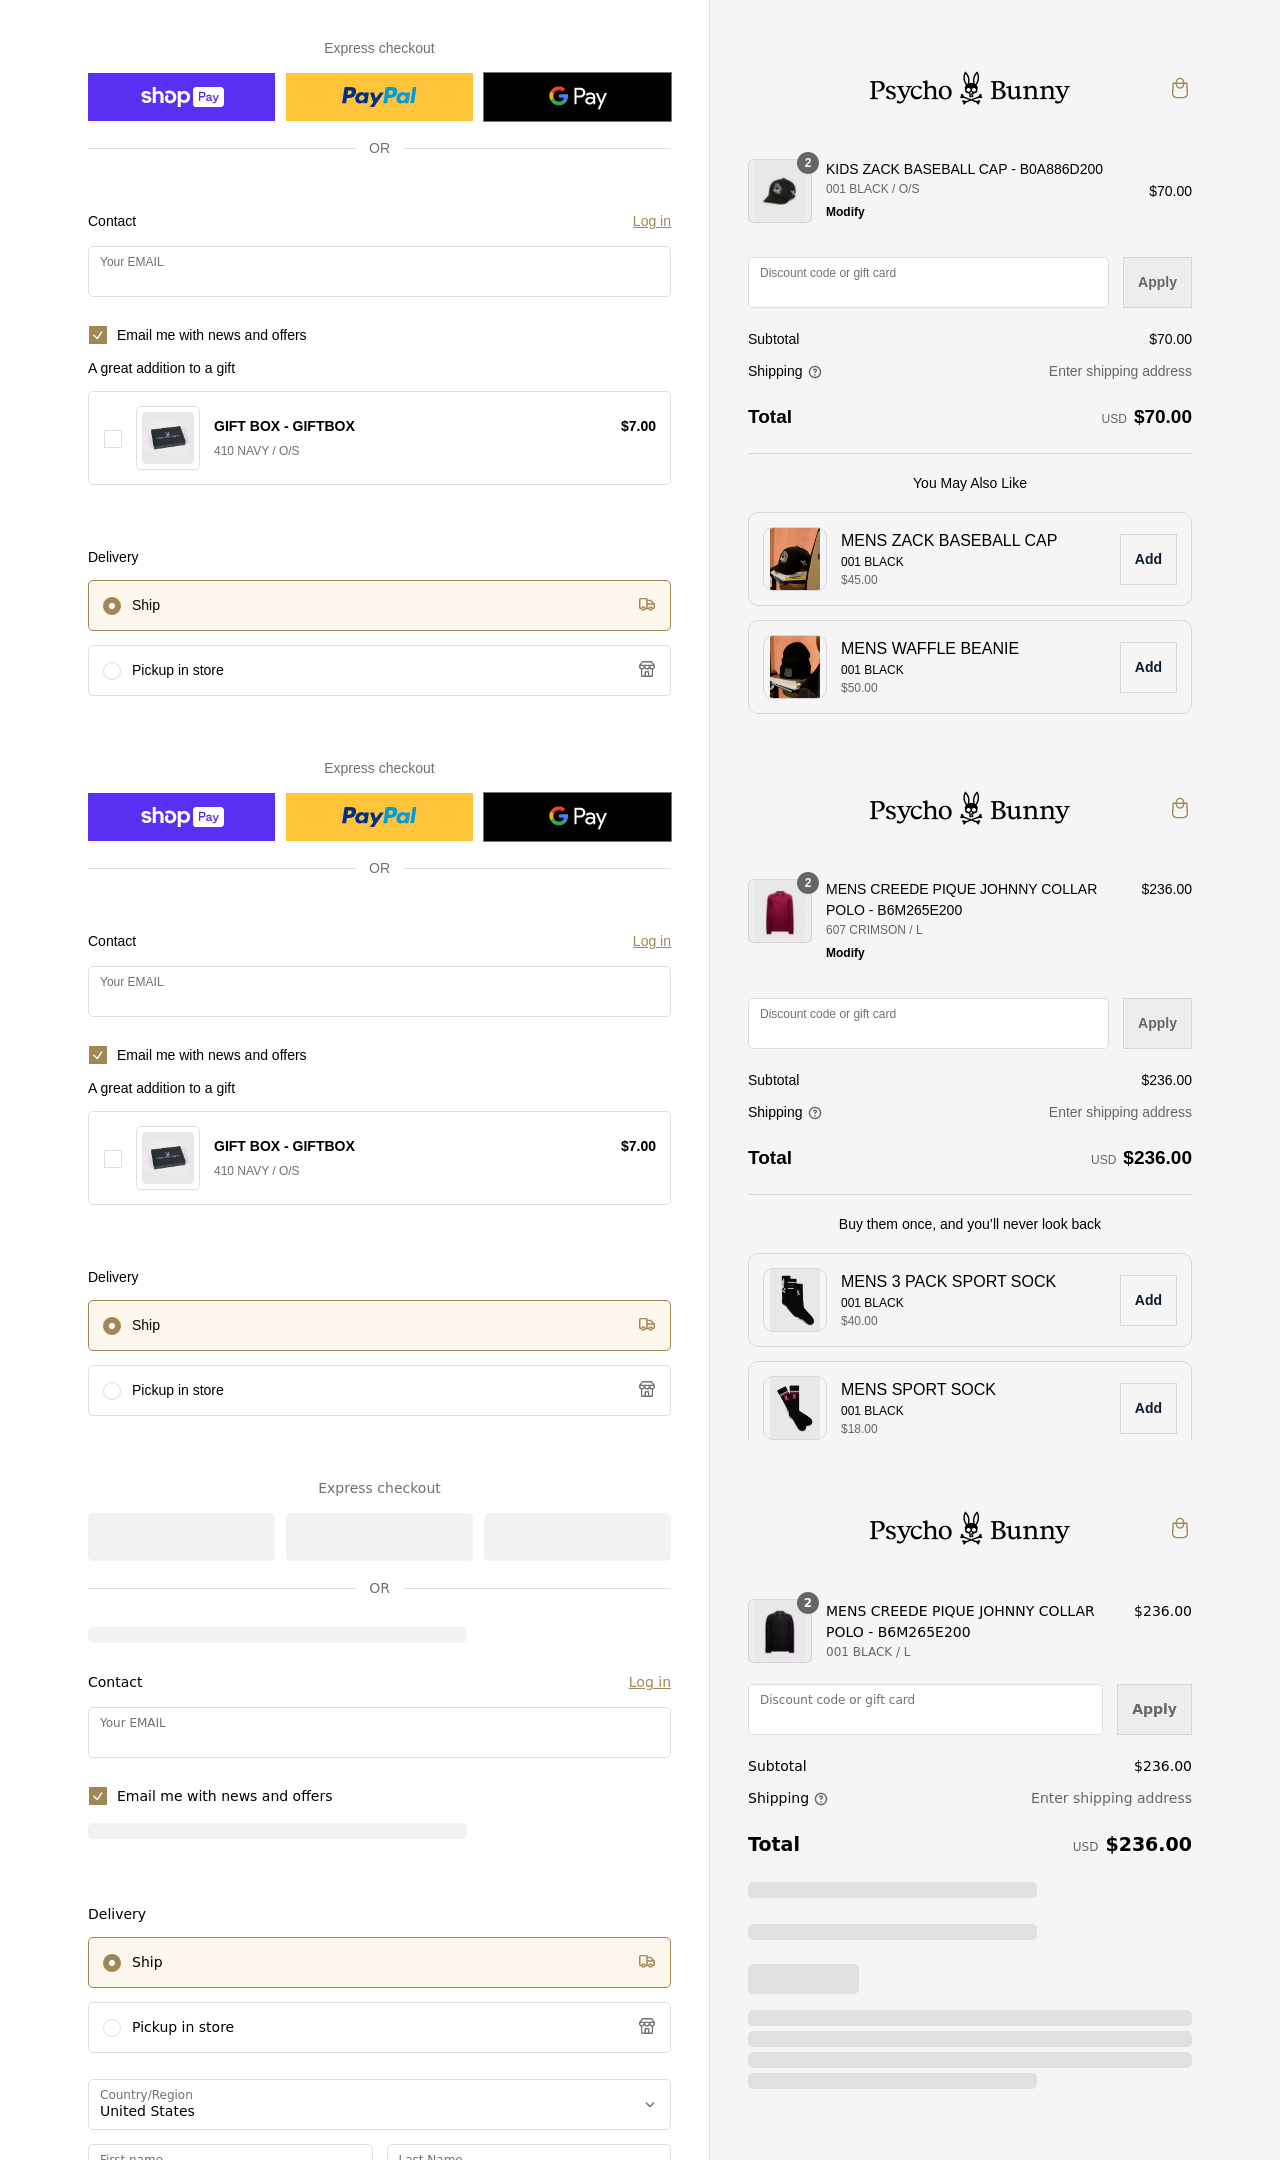 Express checkout
shop Pay
PayPal
G Pay
OR
Contact
Log in
Your EMAIL
Email me with news and offers
A great addition to a gift
GIFT BOX - GIFTBOX
$7.00
410 NAVY / O/S
Delivery
Ship
Pickup in store
Psycho Bunny
2
KIDS ZACK BASEBALL CAP - B0A886D200
001 BLACK / O/S
$70.00
Modify
Discount code or gift card
Apply
Subtotal
$70.00
Shipping
Enter shipping address
Total
USD $70.00
You May Also Like
MENS ZACK BASEBALL CAP
001 BLACK
$45.00
Add
MENS WAFFLE BEANIE
001 BLACK
$50.00
Add
Express checkout
shop Pay
PayPal
G Pay
OR
Contact
Log in
Your EMAIL
Email me with news and offers
A great addition to a gift
GIFT BOX - GIFTBOX
$7.00
410 NAVY / O/S
Delivery
Ship
Pickup in store
Psycho Bunny
2
MENS CREEDE PIQUE JOHNNY COLLAR
POLO - B6M265E200
$236.00
607 CRIMSON / L
Modify
Discount code or gift card
Apply
Subtotal
$236.00
Shipping
Enter shipping address
Total
USD $236.00
Buy them once, and you'll never look back
MENS 3 PACK SPORT SOCK
001 BLACK
$40.00
Add
MENS SPORT SOCK
001 BLACK
$18.00
Add
Express checkout
OR
Contact
Log in
Your EMAIL
Email me with news and offers
Delivery
Ship
Pickup in store
Country/Region
United States
First name
Last Name
Psycho Bunny
2
MENS CREEDE PIQUE JOHNNY COLLAR
POLO - B6M265E200
$236.00
001 BLACK / L
Discount code or gift card
Apply
Subtotal
$236.00
Shipping
Enter shipping address
Total
USD $236.00